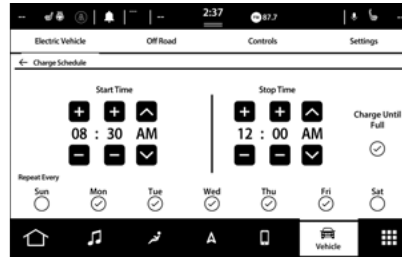 -- -- 2:37 FM 87.7 --
Electric Vehicle Off Road Controls Settings
← Charge Schedule
Start Time Stop Time
+ + + +
08 : 30 AM 12 : 00 AM
− − − −
Charge Until
Full
Repeat Every
Sun Mon Tue Wed Thu Fri Sat
Vehicle